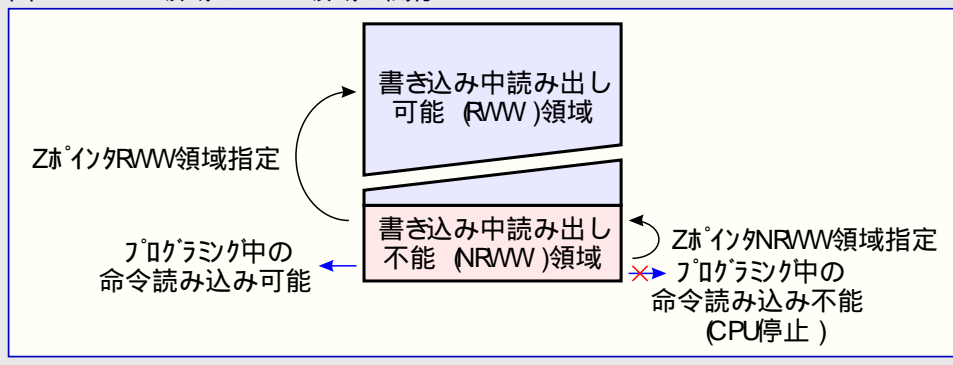 書き込み中読み出し
可能 (RWW)領域
ZポインタRWW領域指定
書き込み中読み出し
不能 (NRWW)領域
プログラミング中の
命令読み込み可能
ZポインタNRWW領域指定
プログラミング中の
命令読み込み不能
(CPU停止)